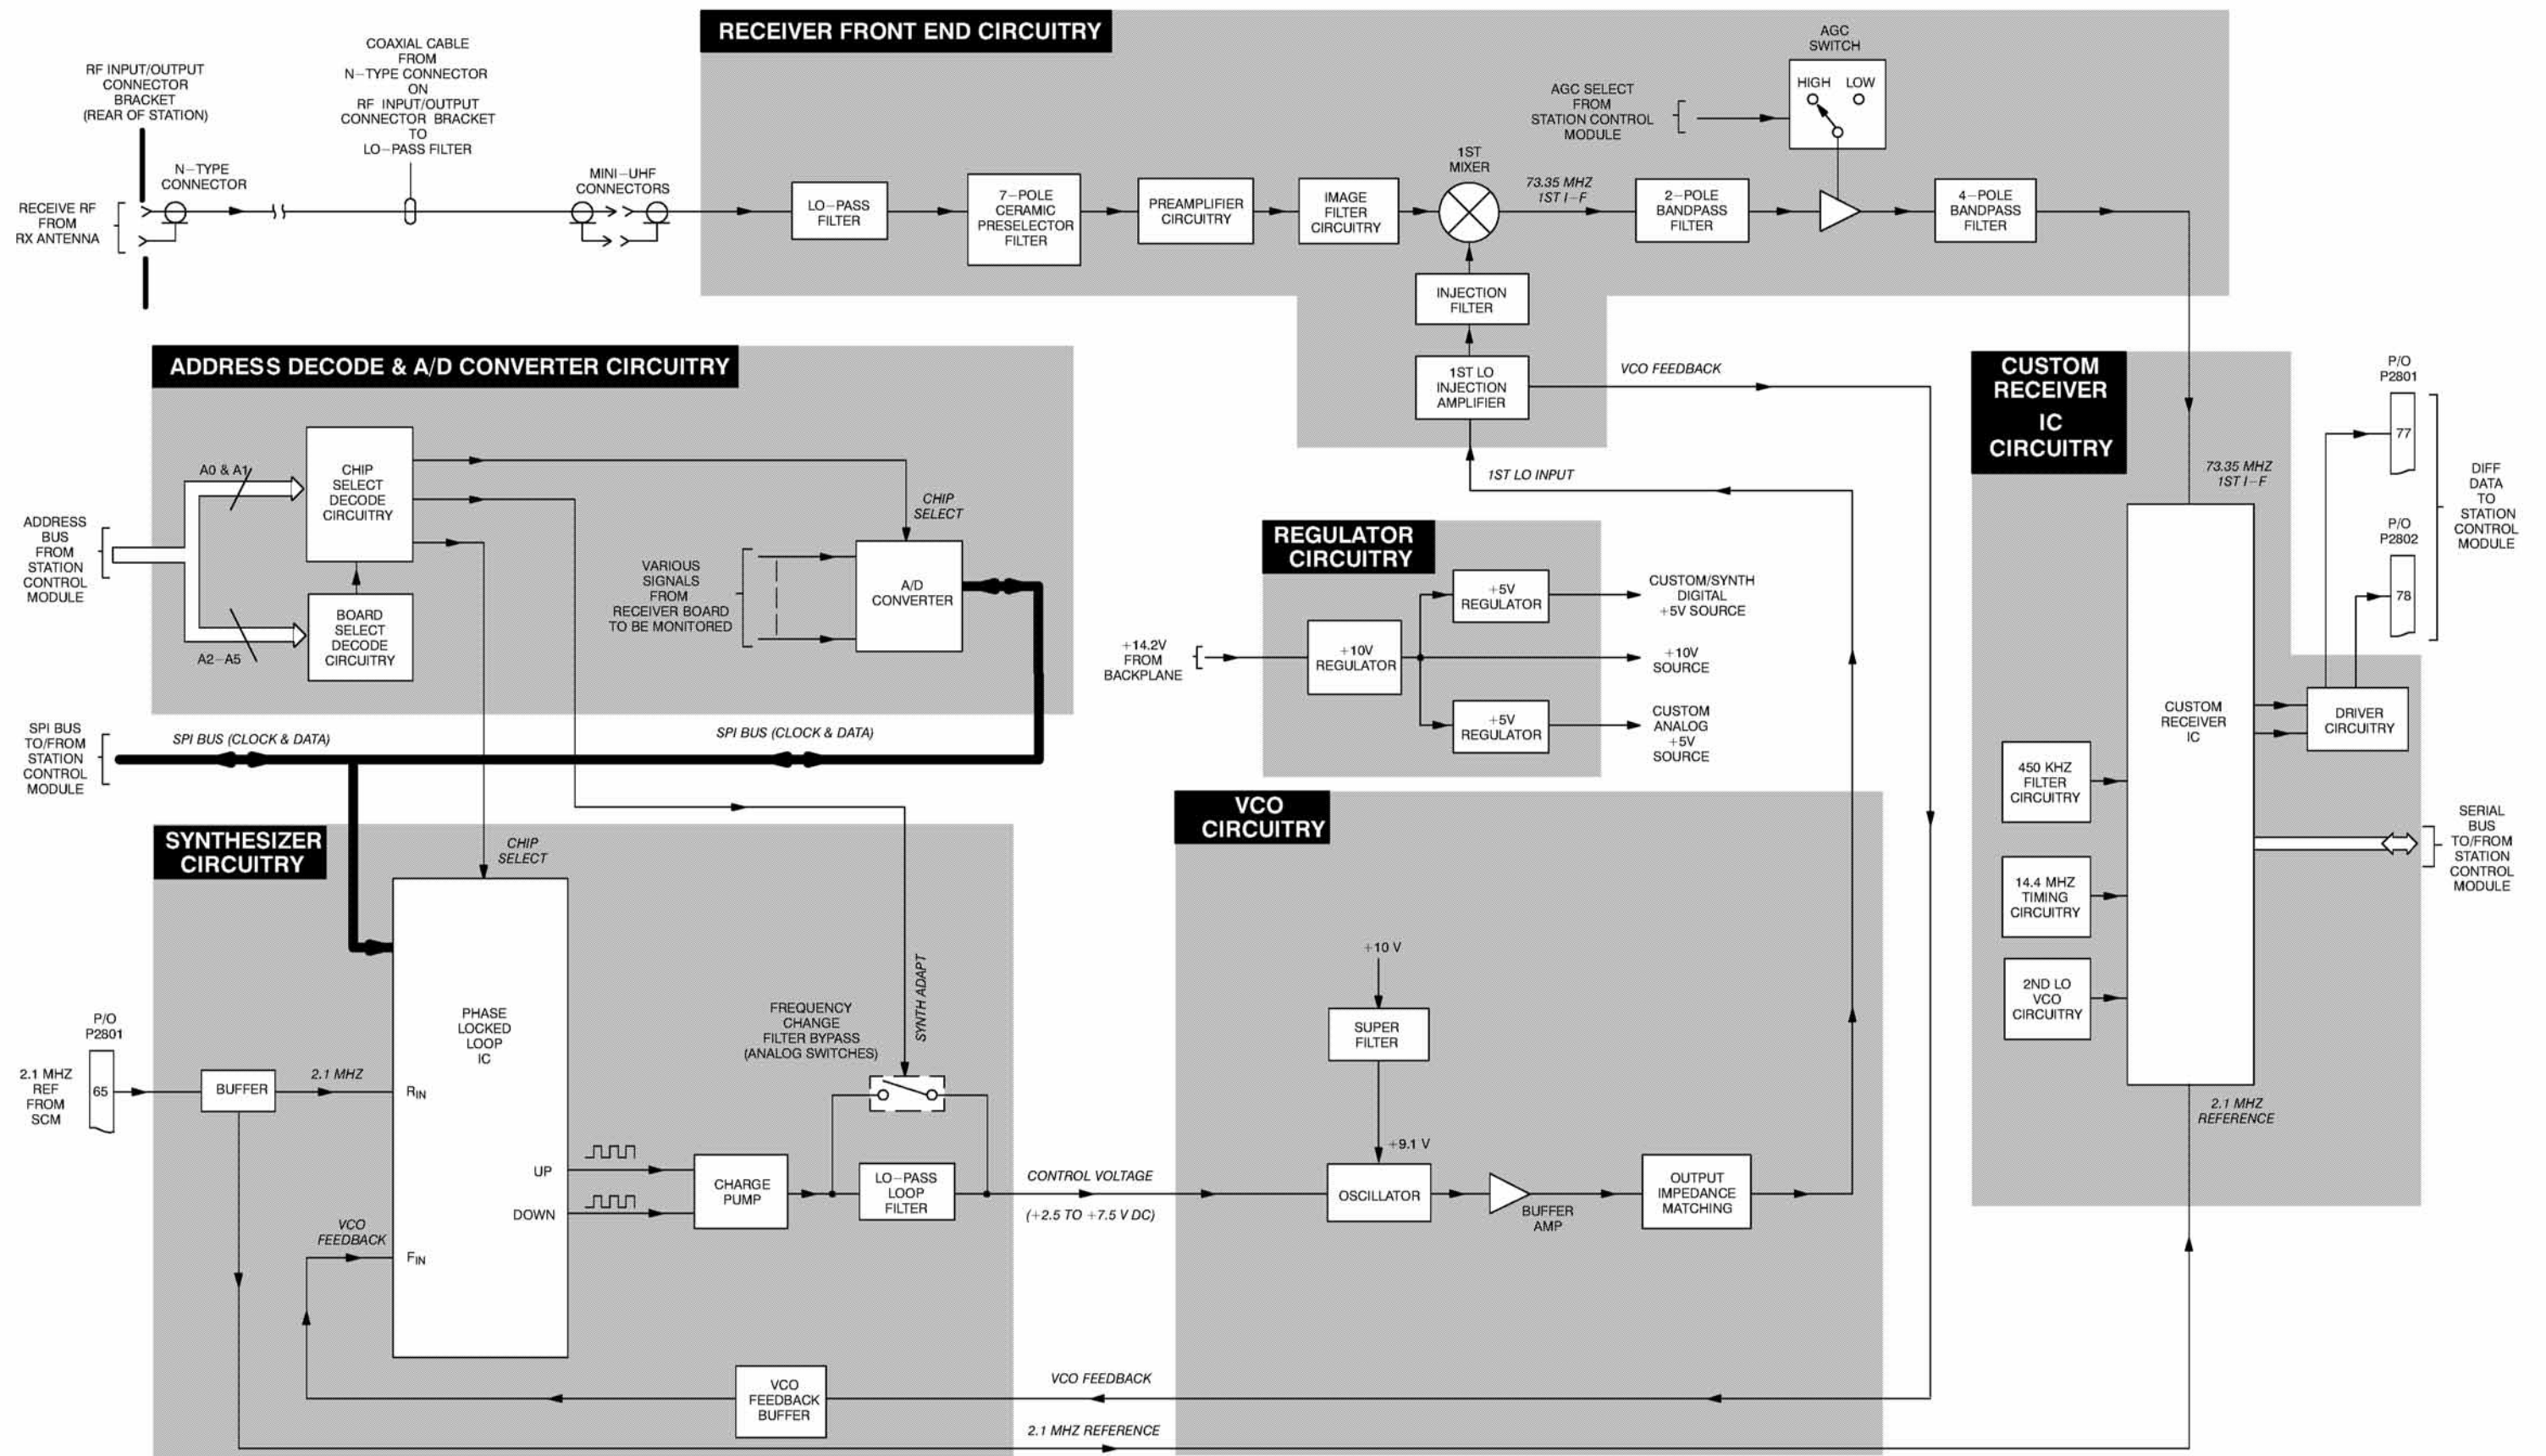 RECEIVER FRONT END CIRCUITRY
RF INPUT/OUTPUT
CONNECTOR
BRACKET
(REAR OF STATION)
COAXIAL CABLE
FROM
N-TYPE CONNECTOR
ON
RF INPUT/OUTPUT
CONNECTOR BRACKET
TO
LO-PASS FILTER
N-TYPE
CONNECTOR
MINI-UHF
CONNECTORS
RECEIVE RF
FROM
RX ANTENNA
LO-PASS
FILTER
7-POLE
CERAMIC
PRESELECTOR
FILTER
PREAMPLIFIER
CIRCUITRY
IMAGE
FILTER
CIRCUITRY
1ST
MIXER
73.35 MHZ
1ST I-F
2-POLE
BANDPASS
FILTER
AGC SELECT
FROM
STATION CONTROL
MODULE
AGC
SWITCH
HIGH LOW
4-POLE
BANDPASS
FILTER
INJECTION
FILTER
1ST LO
INJECTION
AMPLIFIER
VCO FEEDBACK
1ST LO INPUT
ADDRESS DECODE & A/D CONVERTER CIRCUITRY
ADDRESS
BUS
FROM
STATION
CONTROL
MODULE
A0 & A1
A2-A5
CHIP
SELECT
DECODE
CIRCUITRY
BOARD
SELECT
DECODE
CIRCUITRY
VARIOUS
SIGNALS
FROM
RECEIVER BOARD
TO BE MONITORED
CHIP
SELECT
A/D
CONVERTER
SPI BUS
TO/FROM
STATION
CONTROL
MODULE
SPI BUS (CLOCK & DATA)
SPI BUS (CLOCK & DATA)
REGULATOR
CIRCUITRY
+14.2V
FROM
BACKPLANE
+10V
REGULATOR
+5V
REGULATOR
+5V
REGULATOR
CUSTOM/SYNTH
DIGITAL
+5V SOURCE
+10V
SOURCE
CUSTOM
ANALOG
+5V
SOURCE
CUSTOM
RECEIVER
IC
CIRCUITRY
73.35 MHZ
1ST I-F
P/O
P2801
77
P/O
P2802
78
DIFF
DATA
TO
STATION
CONTROL
MODULE
CUSTOM
RECEIVER
IC
DRIVER
CIRCUITRY
450 KHZ
FILTER
CIRCUITRY
14.4 MHZ
TIMING
CIRCUITRY
2ND LO
VCO
CIRCUITRY
SERIAL
BUS
TO/FROM
STATION
CONTROL
MODULE
2.1 MHZ
REFERENCE
SYNTHESIZER
CIRCUITRY
CHIP
SELECT
PHASE
LOCKED
LOOP
IC
P/O
P2801
2.1 MHZ
REF
FROM
SCM
65
BUFFER
2.1 MHZ
RIN
UP
DOWN
VCO
FEEDBACK
FIN
CHARGE
PUMP
FREQUENCY
CHANGE
FILTER BYPASS
(ANALOG SWITCHES)
SYNTH ADAPT
LO-PASS
LOOP
FILTER
CONTROL VOLTAGE
(+2.5 TO +7.5 V DC)
VCO
FEEDBACK
BUFFER
VCO FEEDBACK
2.1 MHZ REFERENCE
VCO
CIRCUITRY
+10 V
SUPER
FILTER
+9.1 V
OSCILLATOR
BUFFER
AMP
OUTPUT
IMPEDANCE
MATCHING